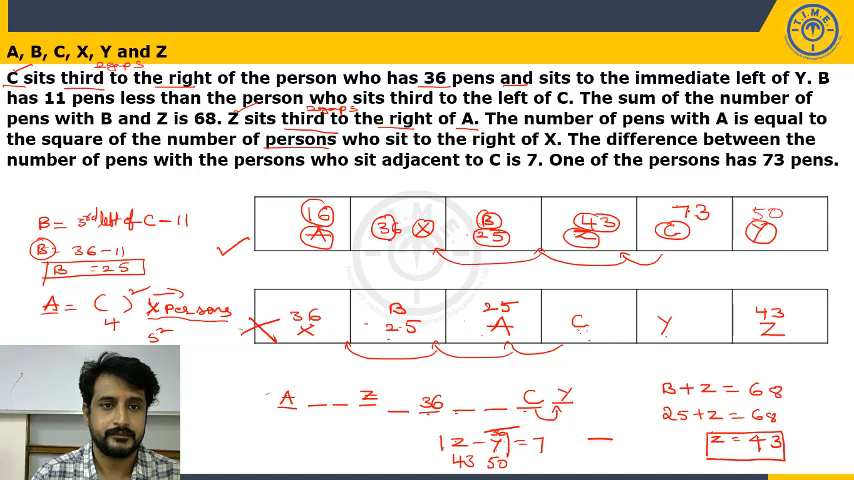 T.I.M.E.
A, B, C, X, Y and Z
2 gaps
C sits third to the right of the person who has 36 pens and sits to the immediate left of Y. B
has 11 pens less than the person who sits third to the left of C. The sum of the number of
2 gaps
pens with B and Z is 68. Z sits third to the right of A. The number of pens with A is equal to
the square of the number of persons who sit to the right of X. The difference between the
number of pens with the persons who sit adjacent to C is 7. One of the persons has 73 pens.
B = 3rd left of C - 11
B = 36 - 11
B = 25
A = ( )² X persons
4
5²
16 B 43 73 50
A 36 X 25 Z C Y
36 B 25 43
X 25 A C Y Z
A _ _ Z _ 36 _ _ C Y
|Z - Y| = 7
36
43 50
B + Z = 68
25 + Z = 68
Z = 43